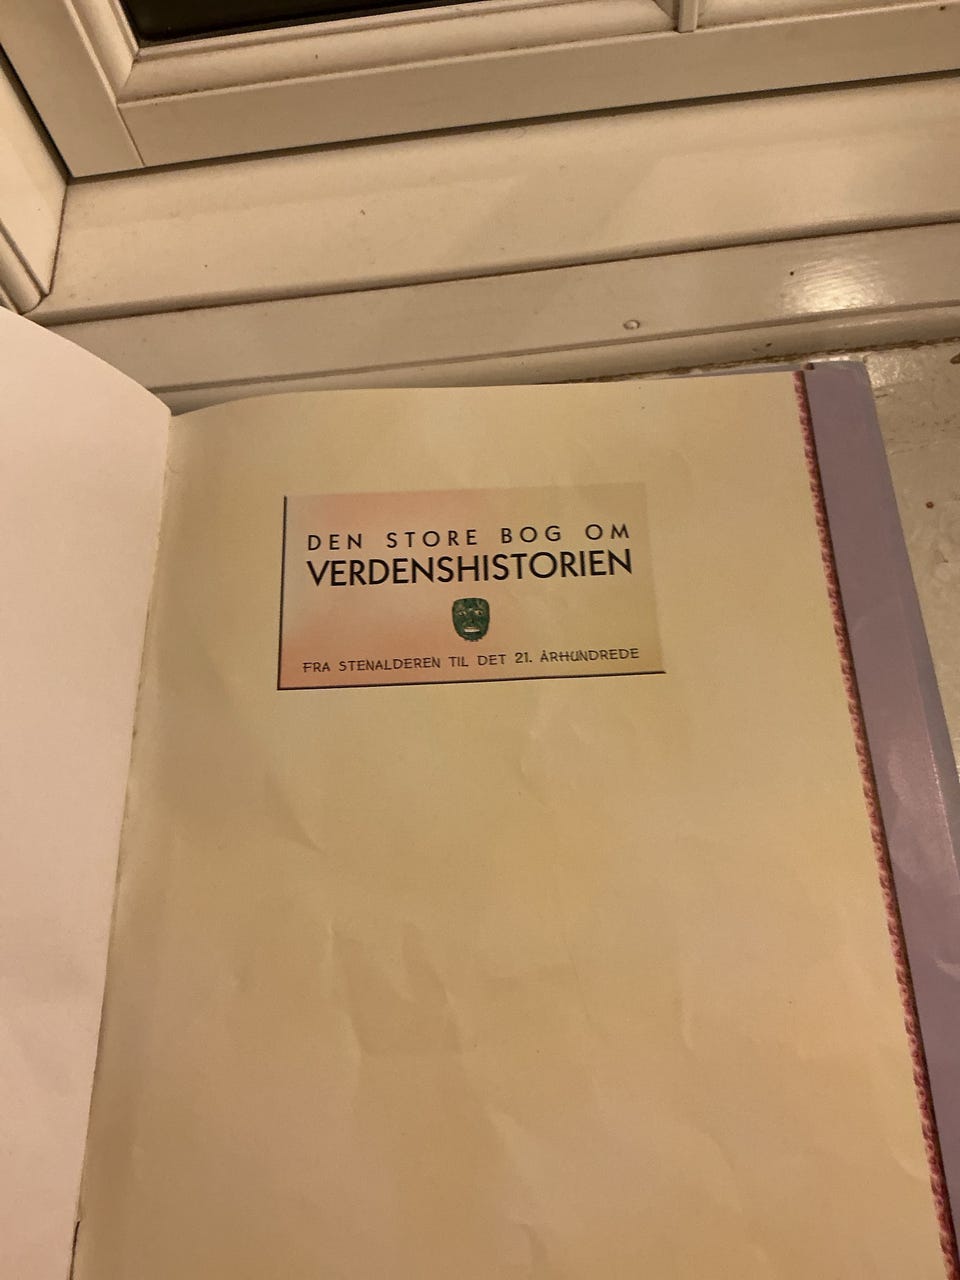 DEN STORE BOG OM
VERDENSHISTORIEN
FRA STENALDEREN TIL DET 21. ÅRHUNDREDE